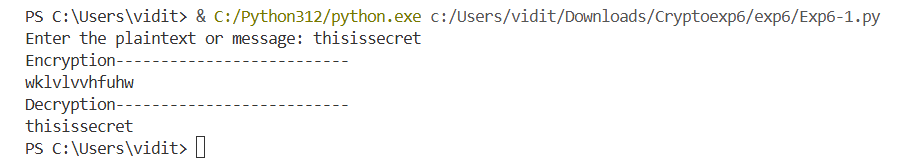 PS C:\Users\vidit> & C:/Python312/python.exe c:/Users/vidit/Downloads/Cryptoexp6/exp6/Exp6-1.py
Enter the plaintext or message: thisissecret
Encryption--------------------------
wklvlvvhfuhw
Decryption--------------------------
thisissecret
PS C:\Users\vidit>